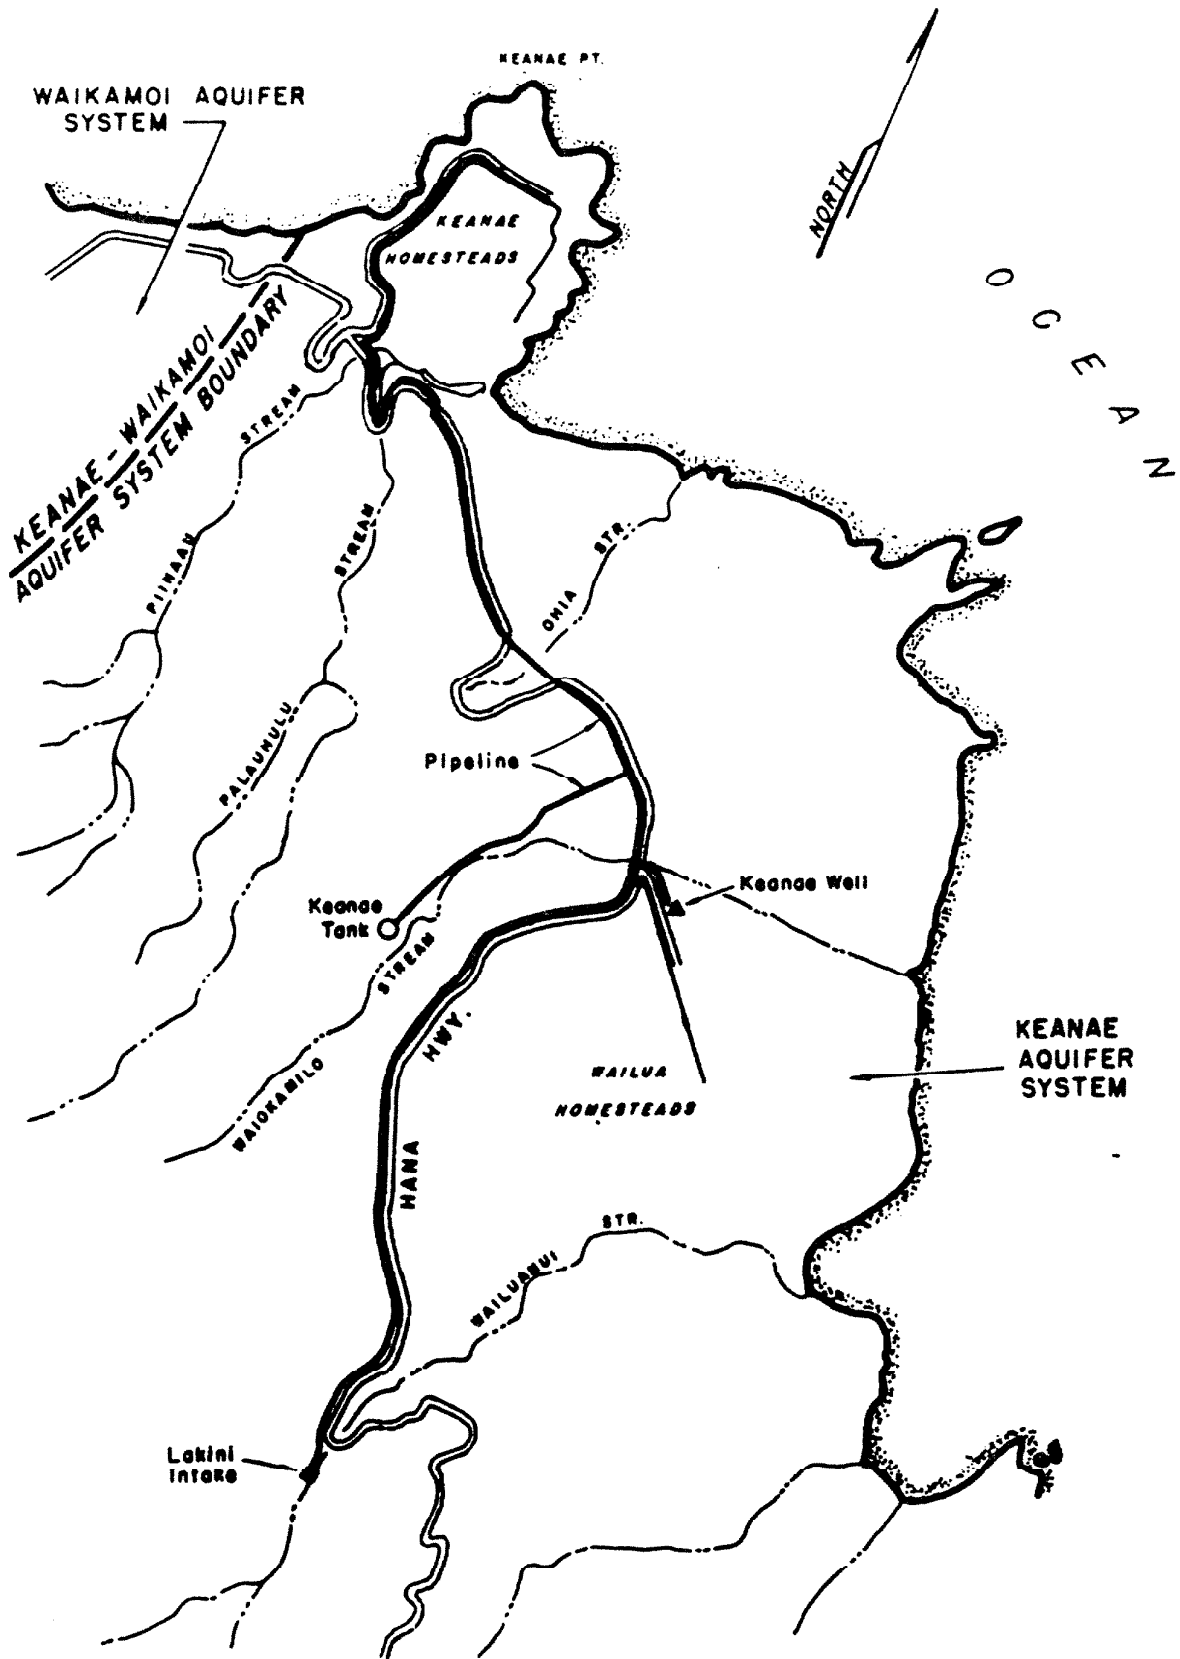 KEANAE PT.
WAIKAMOI AQUIFER
SYSTEM
NORTH
OCEAN
KEANAE
HOMESTEADS
KEANAE - WAIKAMOI
AQUIFER SYSTEM BOUNDARY
PIINAAU STREAM
PALAUHULU STREAM
OHIA STR.
Pipeline
Keanae Well
Keanae
Tank
WAIOKAMILO STREAM
HANA HWY.
KEANAE
AQUIFER
SYSTEM
WAILUA
HOMESTEADS
WAILUANUI STR.
Lakini
Intake